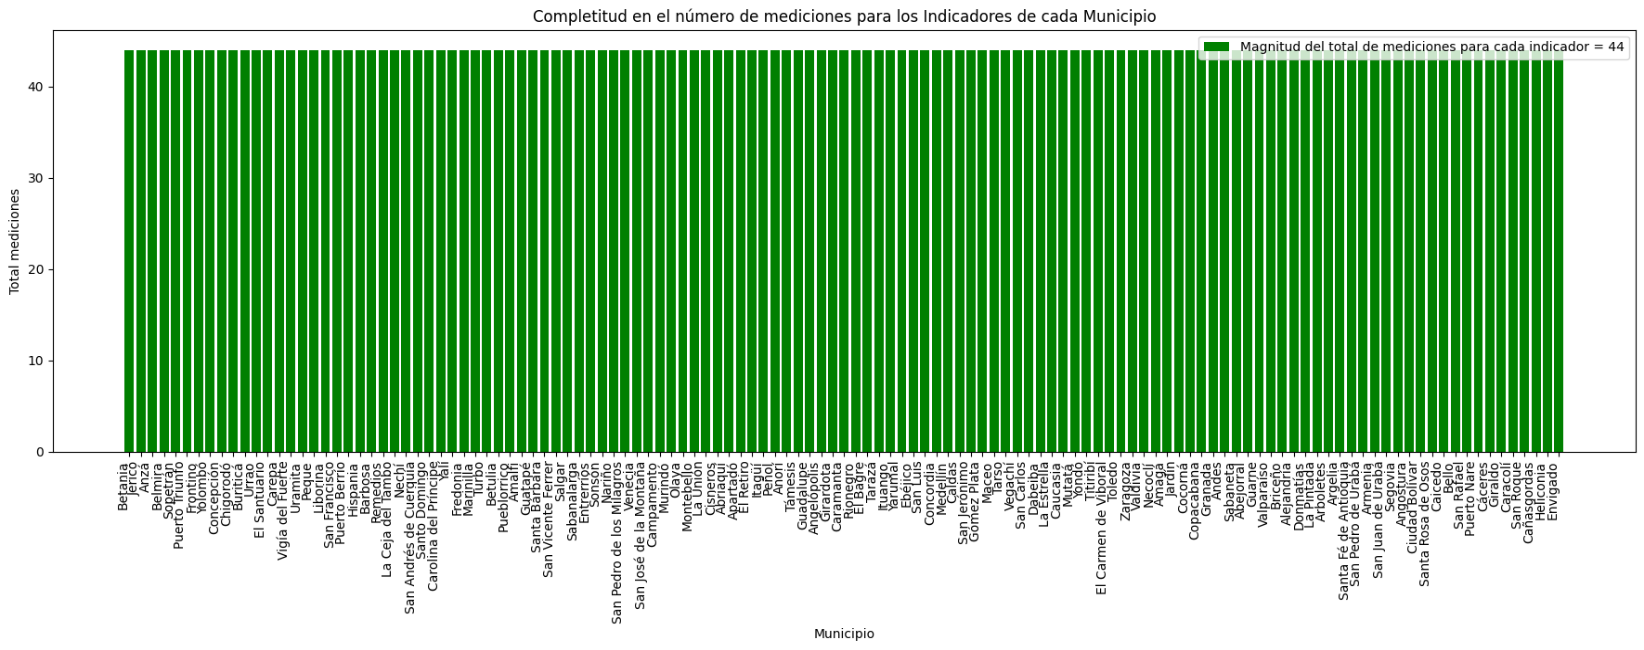 Completitud en el número de mediciones para los Indicadores de cada Municipio
Magnitud del total de mediciones para cada indicador = 44
Total mediciones
40
30
20
10
0
Betania
Jericó
Anzá
Belmira
Sopetrán
Puerto Triunfo
Frontino
Yolombó
Concepción
Chigorodó
Buriticá
Urrao
El Santuario
Carepa
Vigía del Fuerte
Uramita
Peque
Liborina
San Francisco
Puerto Berrío
Hispania
Barbosa
Remedios
La Ceja del Tambo
Nechí
San Andrés de Cuerquia
Santo Domingo
Carolina del Príncipe
Yalí
Fredonia
Marinilla
Turbo
Betulia
Pueblorrico
Amalfi
Guatapé
Santa Bárbara
San Vicente Ferrer
Salgar
Sabanalarga
Entrerríos
Sonsón
Nariño
San Pedro de los Milagros
Venecia
San José de la Montaña
Campamento
Murindó
Olaya
Montebello
La Unión
Cisneros
Abriaquí
Apartadó
El Retiro
Itagüí
Peñol
Anorí
Támesis
Guadalupe
Angelópolis
Girardota
Caramanta
Rionegro
El Bagre
Tarazá
Ituango
Yarumal
Ebéjico
San Luis
Concordia
Medellín
Caldas
San Jerónimo
Gómez Plata
Maceo
Tarso
Vegachí
San Carlos
Dabeiba
La Estrella
Caucasia
Mutatá
Yondó
Titiribí
El Carmen de Viboral
Toledo
Zaragoza
Valdivia
Necoclí
Amagá
Jardín
Cocorná
Copacabana
Granada
Andes
Sabaneta
Abejorral
Guarne
Valparaíso
Briceño
Alejandría
Donmatías
La Pintada
Arboletes
Argelia
Santa Fé de Antioquia
San Pedro de Urabá
Armenia
San Juan de Urabá
Segovia
Angostura
Ciudad Bolívar
Santa Rosa de Osos
Caicedo
Bello
San Rafael
Puerto Nare
Cáceres
Giraldo
Caracolí
San Roque
Cañasgordas
Heliconia
Envigado
Municipio